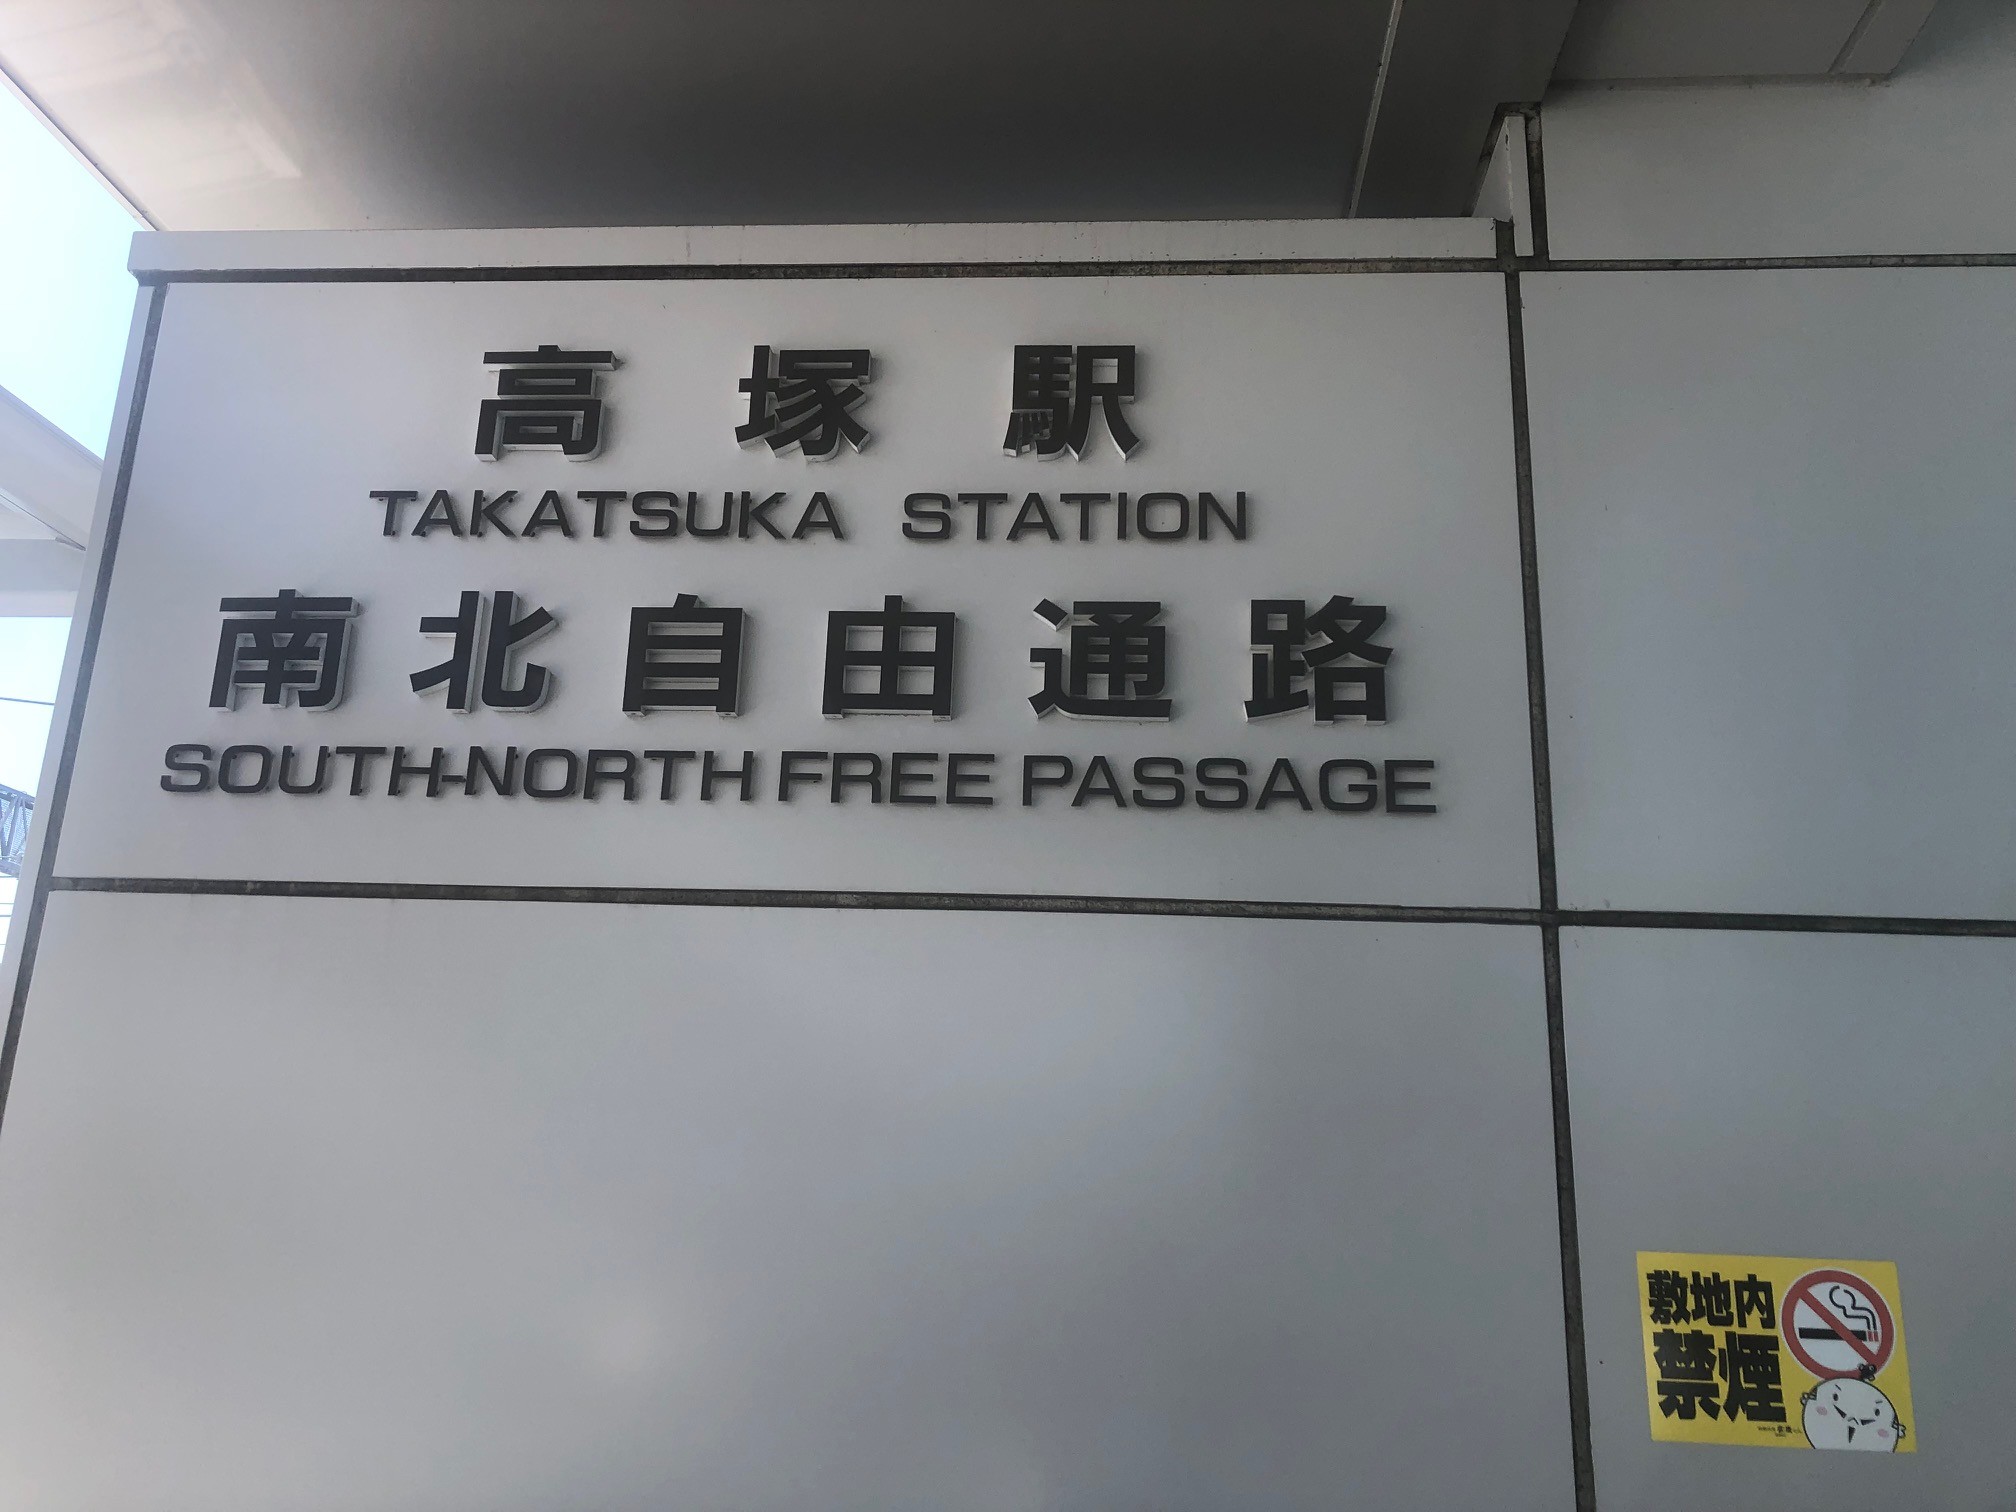 高塚駅
TAKATSUKA STATION
南北自由通路
SOUTH-NORTH FREE PASSAGE
敷地内
禁煙